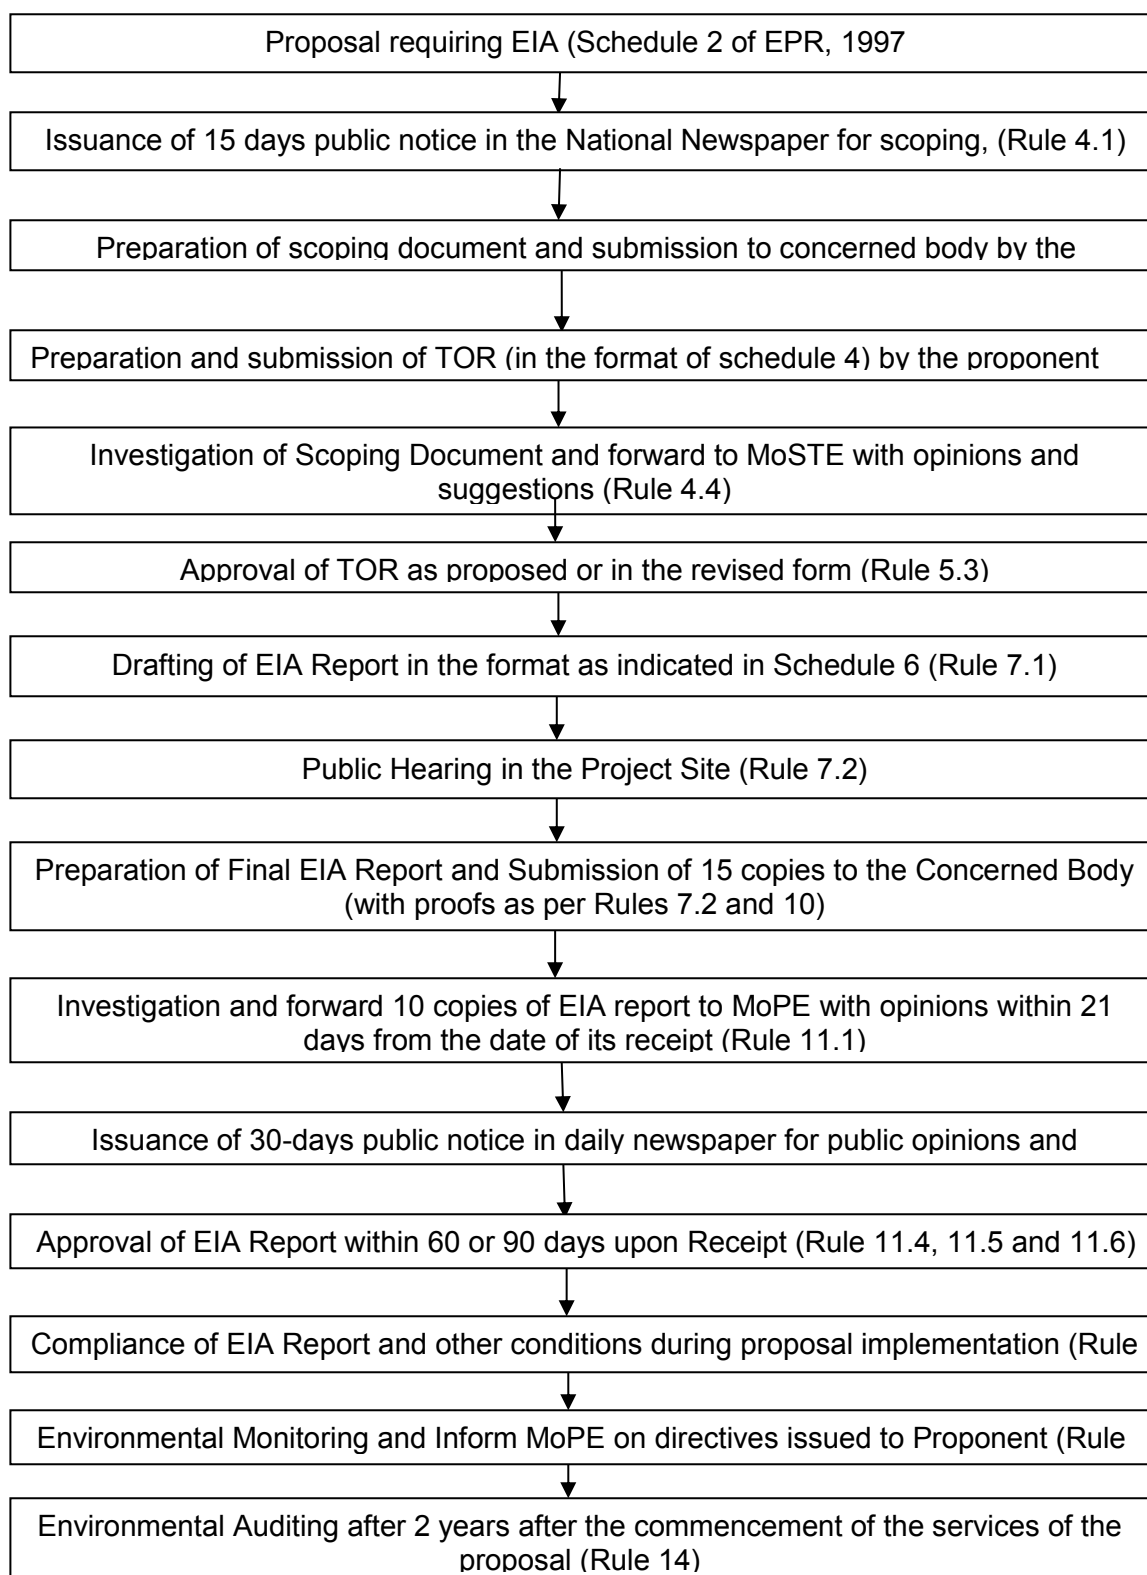 Proposal requiring EIA (Schedule 2 of EPR, 1997
Issuance of 15 days public notice in the National Newspaper for scoping, (Rule 4.1)
Preparation of scoping document and submission to concerned body by the
Preparation and submission of TOR (in the format of schedule 4) by the proponent
Investigation of Scoping Document and forward to MoSTE with opinions and
suggestions (Rule 4.4)
Approval of TOR as proposed or in the revised form (Rule 5.3)
Drafting of EIA Report in the format as indicated in Schedule 6 (Rule 7.1)
Public Hearing in the Project Site (Rule 7.2)
Preparation of Final EIA Report and Submission of 15 copies to the Concerned Body
(with proofs as per Rules 7.2 and 10)
Investigation and forward 10 copies of EIA report to MoPE with opinions within 21
days from the date of its receipt (Rule 11.1)
Issuance of 30-days public notice in daily newspaper for public opinions and
Approval of EIA Report within 60 or 90 days upon Receipt (Rule 11.4, 11.5 and 11.6)
Compliance of EIA Report and other conditions during proposal implementation (Rule
Environmental Monitoring and Inform MoPE on directives issued to Proponent (Rule
Environmental Auditing after 2 years after the commencement of the services of the
proposal (Rule 14)